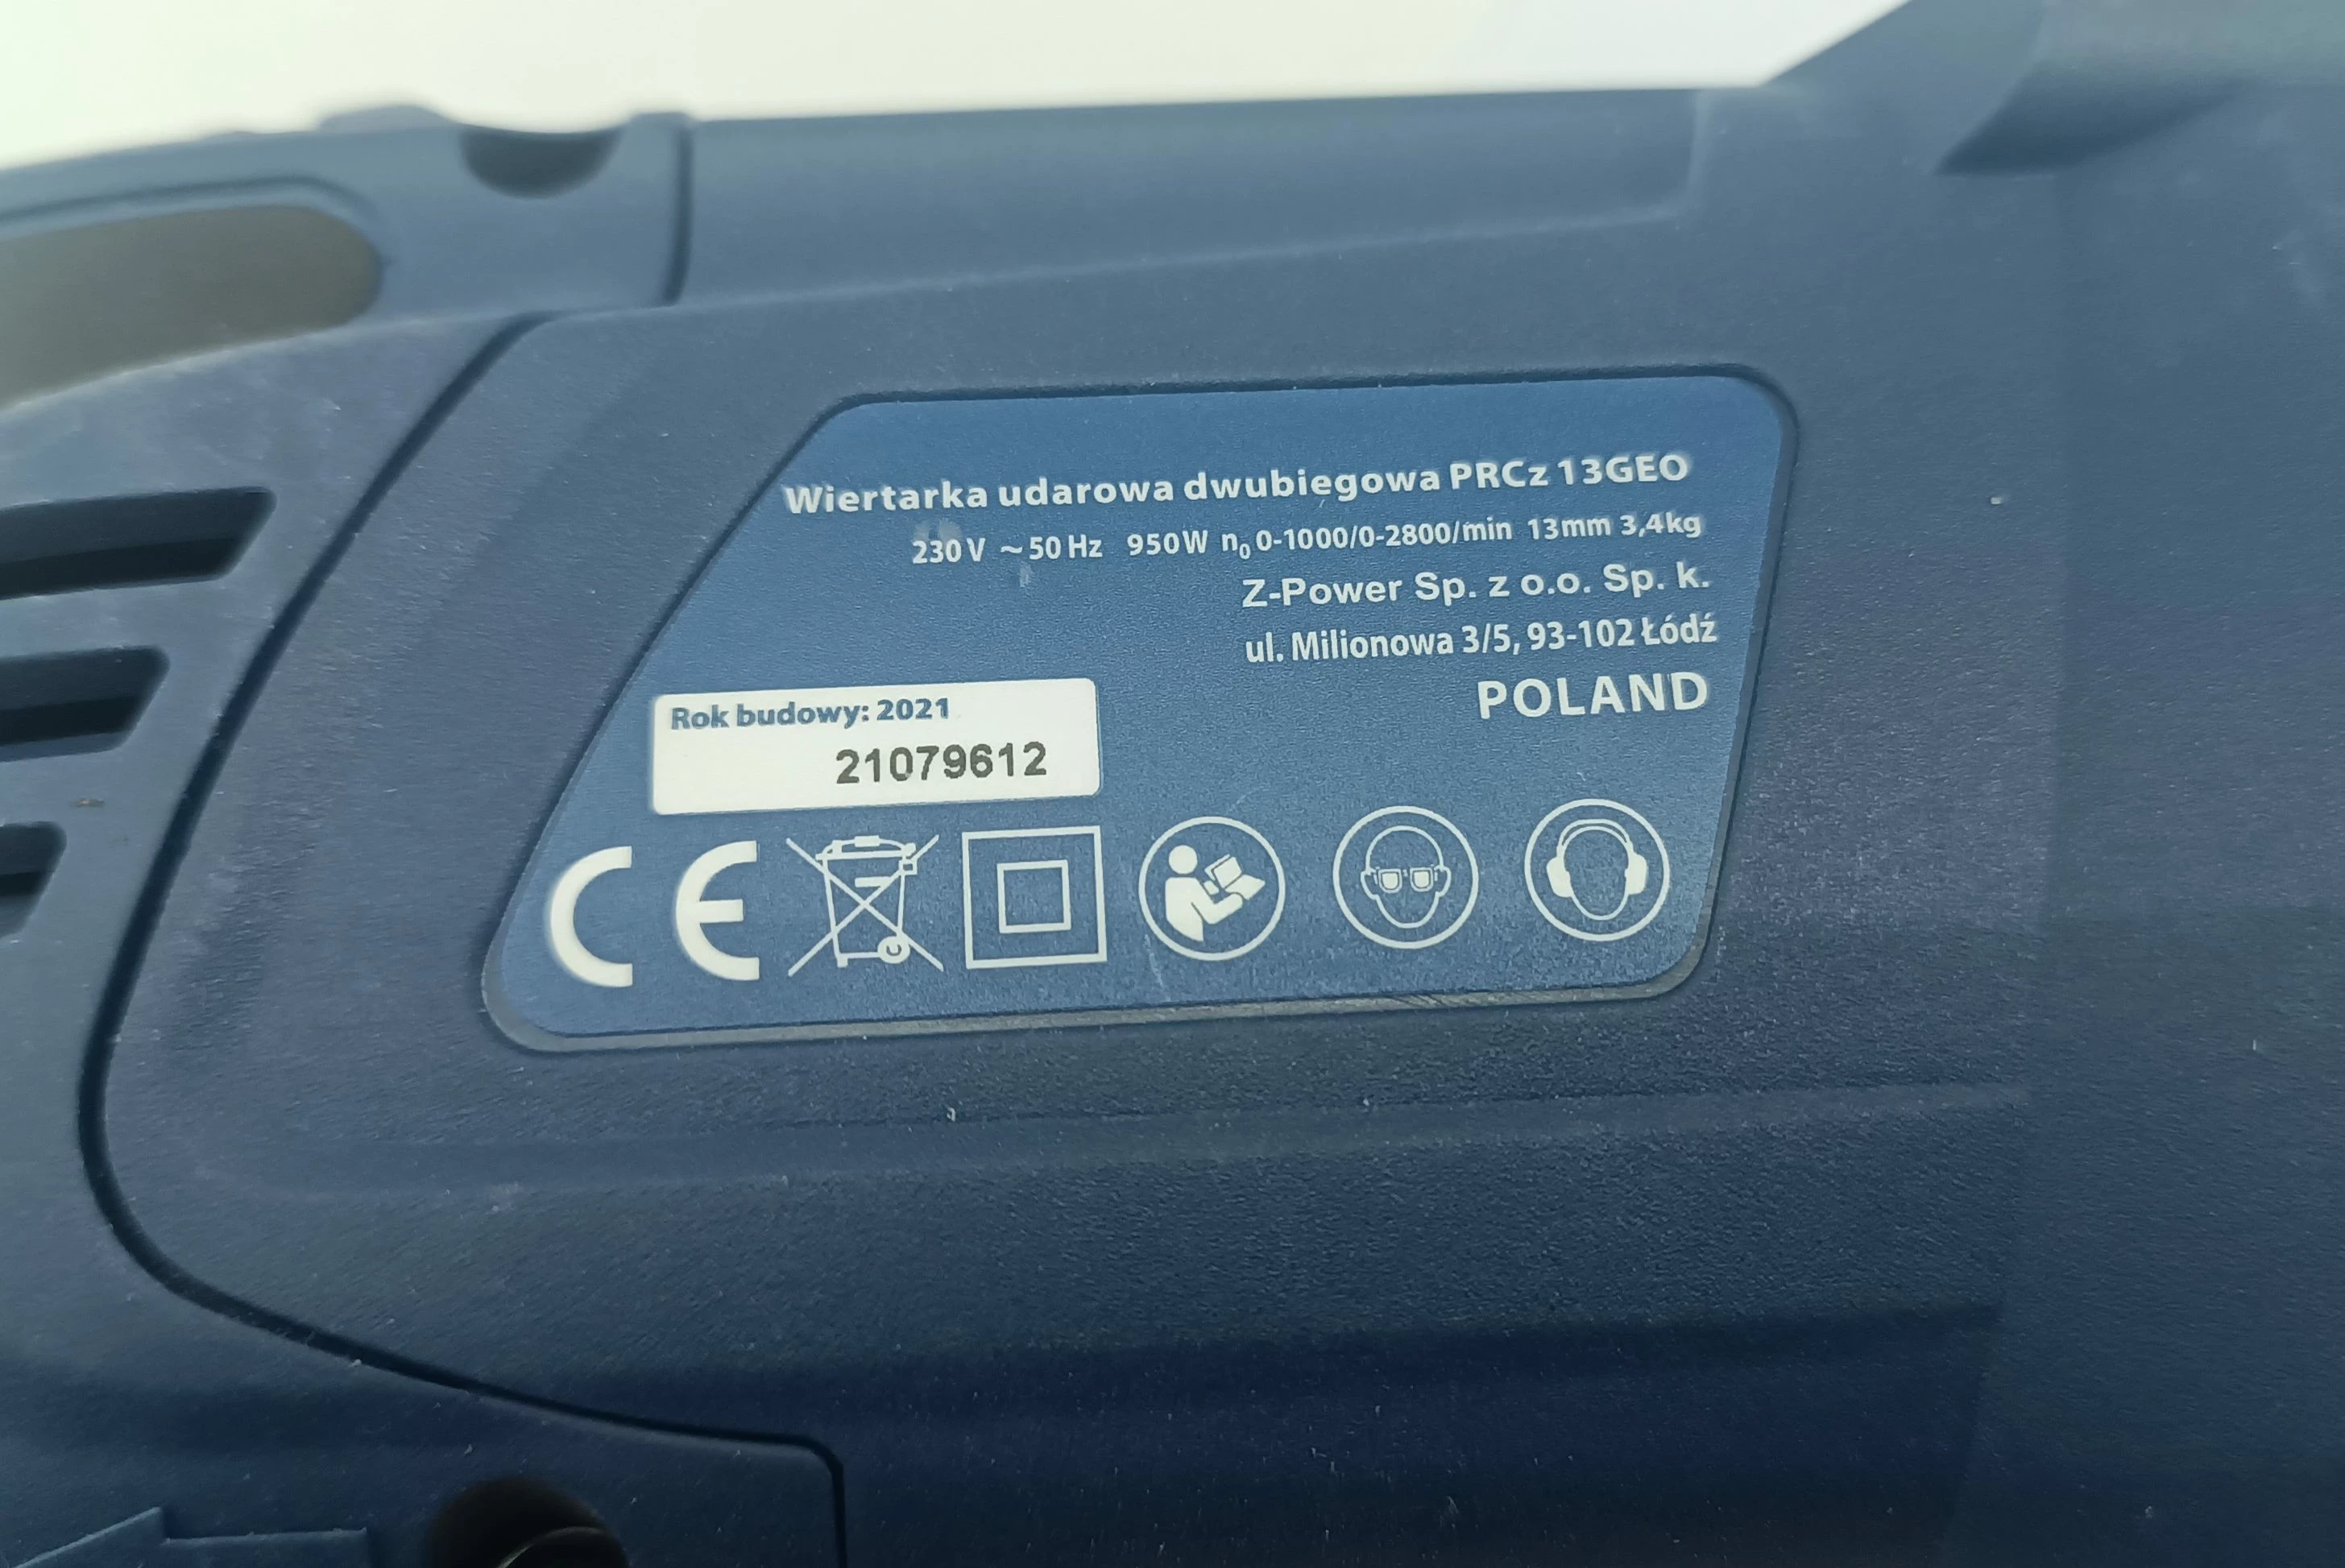 Wiertarka udarowa dwubiegowa PRCz 13GEO
230 V ~ 50 Hz 950W n₀ 0-1000/0-2800/min 13mm 3,4kg
Z-Power Sp. z o.o. Sp. k.
ul. Milionowa 3/5, 93-102 Łódź
POLAND
Rok budowy: 2021
21079612
CE